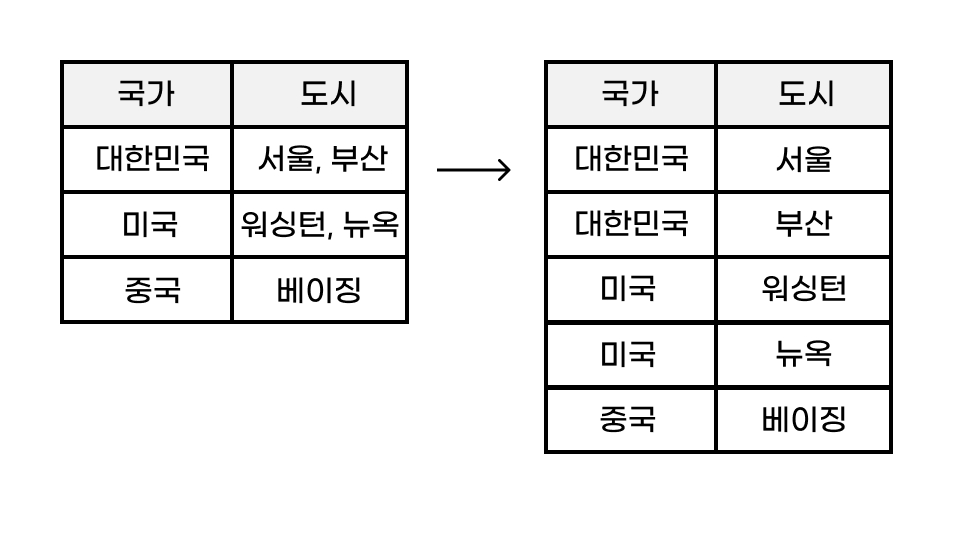 국가 도시
대한민국 서울, 부산
미국 워싱턴, 뉴욕
중국 베이징
국가 도시
대한민국 서울
대한민국 부산
미국 워싱턴
미국 뉴욕
중국 베이징